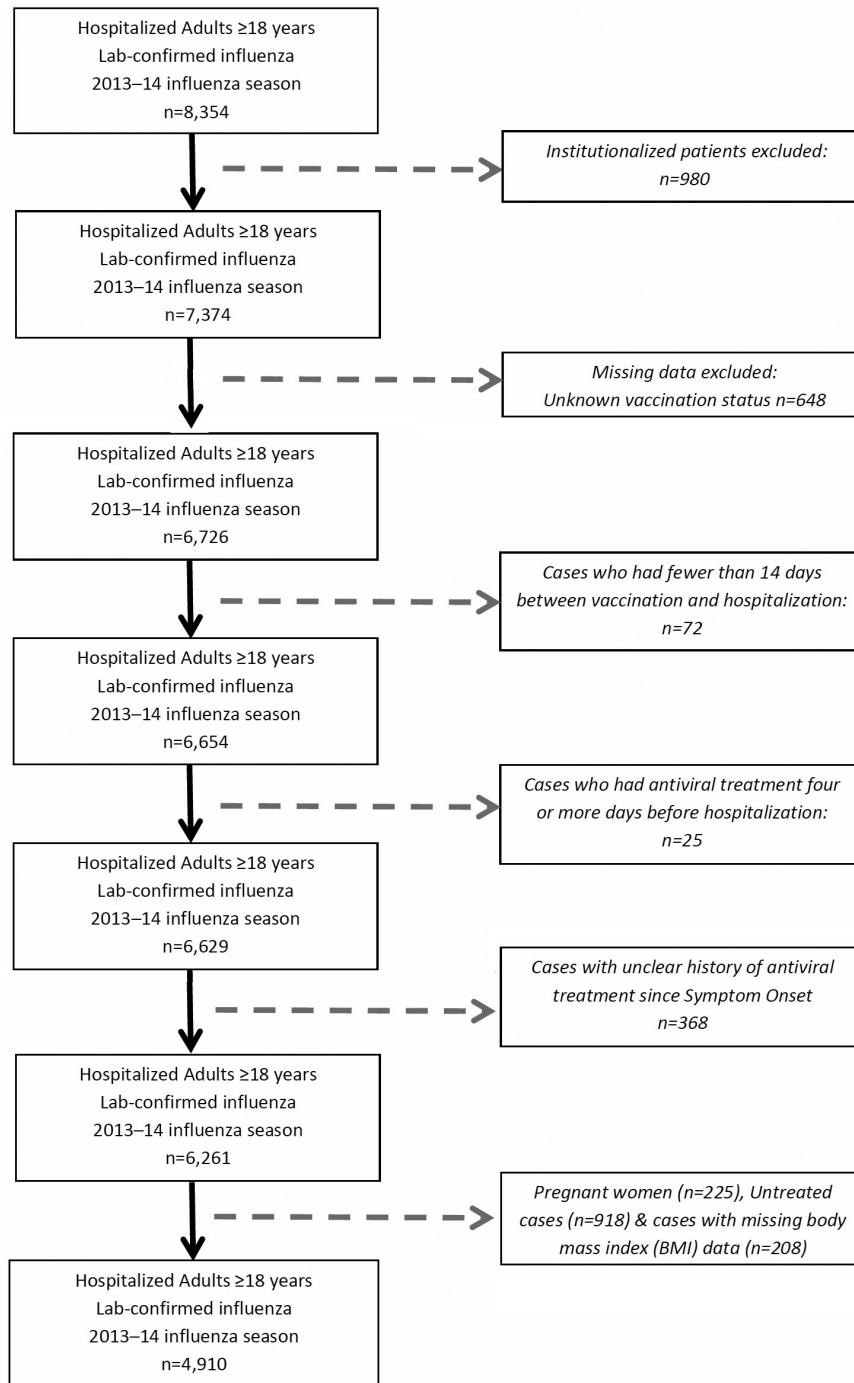 Hospitalized Adults ≥18 years
Lab-confirmed influenza
2013–14 influenza season
n=8,354
Institutionalized patients excluded:
n=980
Hospitalized Adults ≥18 years
Lab-confirmed influenza
2013–14 influenza season
n=7,374
Missing data excluded:
Unknown vaccination status n=648
Hospitalized Adults ≥18 years
Lab-confirmed influenza
2013–14 influenza season
n=6,726
Cases who had fewer than 14 days
between vaccination and hospitalization:
n=72
Hospitalized Adults ≥18 years
Lab-confirmed influenza
2013–14 influenza season
n=6,654
Cases who had antiviral treatment four
or more days before hospitalization:
n=25
Hospitalized Adults ≥18 years
Lab-confirmed influenza
2013–14 influenza season
n=6,629
Cases with unclear history of antiviral
treatment since Symptom Onset
n=368
Hospitalized Adults ≥18 years
Lab-confirmed influenza
2013–14 influenza season
n=6,261
Pregnant women (n=225), Untreated
cases (n=918) & cases with missing body
mass index (BMI) data (n=208)
Hospitalized Adults ≥18 years
Lab-confirmed influenza
2013–14 influenza season
n=4,910